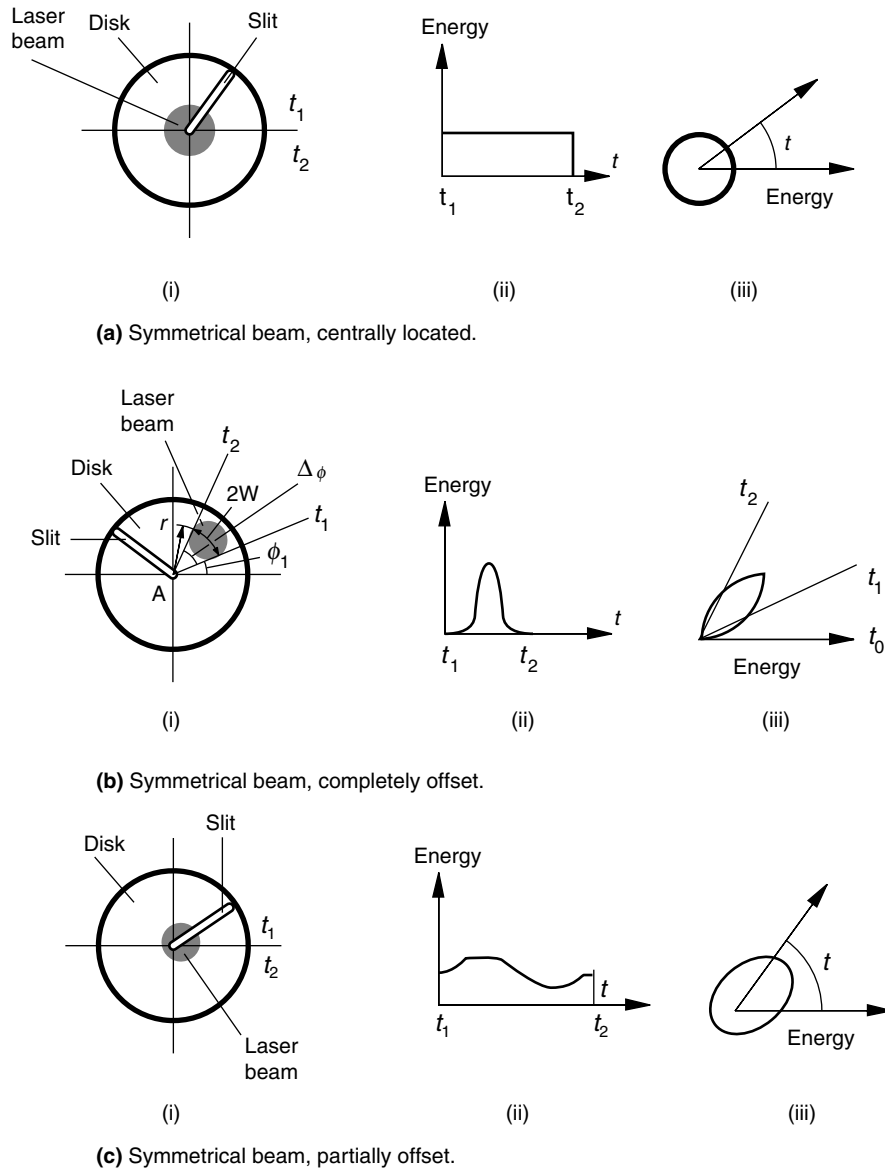 Laser
beam
Disk
Slit
t1
t2
Energy
t
t1
t2
t
Energy
(i)
(ii)
(iii)
(a) Symmetrical beam, centrally located.
Laser
beam
t2
Disk
Δϕ
2W
t1
r
Slit
ϕ1
A
Energy
t
t1
t2
t2
t1
t0
Energy
(i)
(ii)
(iii)
(b) Symmetrical beam, completely offset.
Slit
Disk
t1
t2
Laser
beam
Energy
t
t1
t2
t
Energy
(i)
(ii)
(iii)
(c) Symmetrical beam, partially offset.